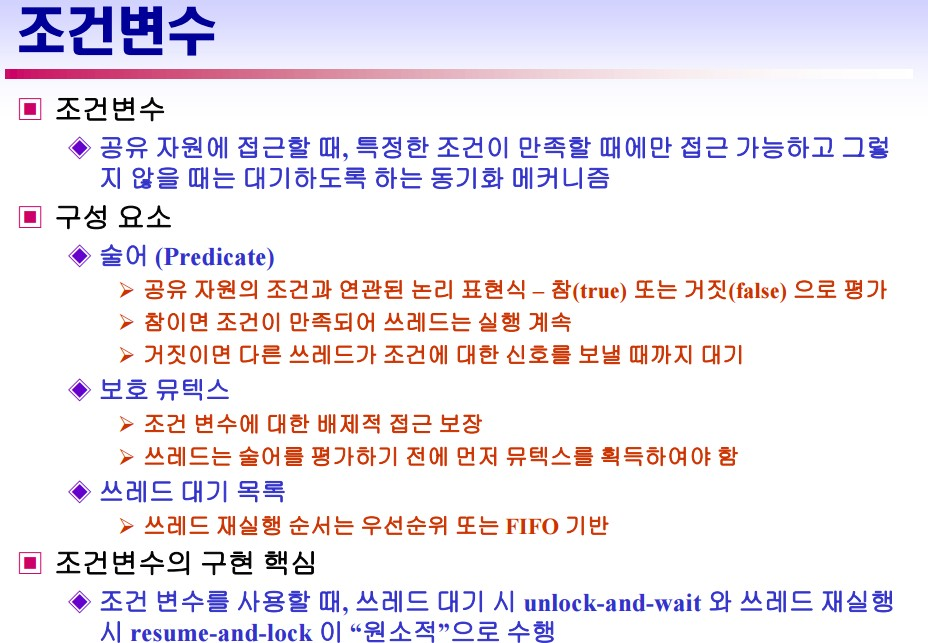 조건변수
조건변수
공유 자원에 접근할 때, 특정한 조건이 만족할 때에만 접근 가능하고 그렇
지 않을 때는 대기하도록 하는 동기화 메커니즘
구성 요소
술어 (Predicate)
공유 자원의 조건과 연관된 논리 표현식 – 참(true) 또는 거짓(false) 으로 평가
참이면 조건이 만족되어 쓰레드는 실행 계속
거짓이면 다른 쓰레드가 조건에 대한 신호를 보낼 때까지 대기
보호 뮤텍스
조건 변수에 대한 배제적 접근 보장
쓰레드는 술어를 평가하기 전에 먼저 뮤텍스를 획득하여야 함
쓰레드 대기 목록
쓰레드 재실행 순서는 우선순위 또는 FIFO 기반
조건변수의 구현 핵심
조건 변수를 사용할 때, 쓰레드 대기 시 unlock-and-wait 와 쓰레드 재실행
시 resume-and-lock 이 “원소적”으로 수행